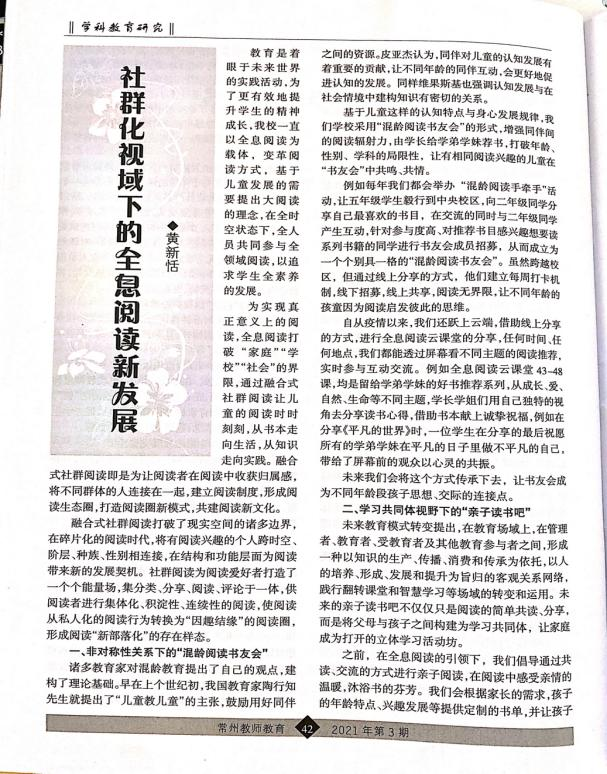 学科教育研究
社群化视域下的全息阅读新发展
◆黄新恬
教育是着
眼于未来世界
的实践活动,为
了更有效地提
升学生的精神
成长,我校一直
以全息阅读为
载体,变革阅
读方式,基于
儿童发展的需
要提出大阅读
的理念,在全时
空状态下,全人
员共同参与全
领域阅读,以追
求学生全素养
的发展。
为实现真
正意义上的阅
读,全息阅读打
破“家庭”“学
校”“社会”的界
限,通过融合式
社群阅读让儿
童的阅读时时
刻刻,从书本走
向生活,从知识
走向实践。融合
式社群阅读即是为让阅读者在阅读中收获归属感,
将不同群体的人连接在一起,建立阅读制度,形成阅
读生态圈,打造阅读圈新模式,共建阅读新文化。
融合式社群阅读打破了现实空间的诸多边界,
在碎片化的阅读时代,将有阅读兴趣的个人跨时空、
阶层、种族、性别相连接,在结构和功能层面为阅读
带来新的发展契机。社群阅读为阅读爱好者打造了
一个个能量场,集分类、分享、阅读、评论于一体,供
阅读者进行集体化、积淀性、连续性的阅读,使阅读
从私人化的阅读行为转换为“因趣结缘”的阅读圈,
形成阅读“新部落化”的存在样态。
一、非对称性关系下的“混龄阅读书友会”
诸多教育家对混龄教育提出了自己的观点,建
构了理论基础。早在上个世纪初,我国教育家陶行知
先生就提出了“儿童教儿童”的主张,鼓励用好同伴
之间的资源。皮亚杰认为,同伴对儿童的认知发展有
着重要的贡献,让不同年龄的同伴互动,会更好地促
进认知的发展。同样维果斯基也强调认知发展与在
社会情境中建构知识有密切的关系。
基于儿童这样的认知特点与身心发展规律,我
们学校采用“混龄阅读书友会”的形式,增强同伴间
的阅读辐射力,由学长给学弟学妹荐书,打破年龄、
性别、学科的局限性,让有相同阅读兴趣的儿童在
“书友会”中共鸣、共情。
例如每年我们都会举办“混龄阅读手牵手”活
动,让五年级学生毅行到中央校区,向二年级同学分
享自己最喜欢的书目,在交流的同时与二年级同学
产生互动,针对参与度高、对推荐书目感兴趣想要读
系列书籍的同学进行书友会成员招募,从而成立为
一个个别具一格的“混龄阅读书友会”。虽然跨越校
区,但通过线上分享的方式,他们建立每周打卡机
制,线下招募,线上共享,阅读无界限,让不同年龄的
孩童因为阅读启发彼此的思维。
自从疫情以来,我们还跃上云端,借助线上分享
的方式,进行全息阅读云课堂的分享,任何时间、任
何地点,我们都能透过屏幕看不同主题的阅读推荐,
实时参与互动交流。例如全息阅读云课堂 43-48
课,均是留给学弟学妹的好书推荐系列,从成长、爱、
自然、生命等不同主题,学长学姐们用自己独特的视
角去分享读书心得,借助书本献上诚挚祝福,例如在
分享《平凡的世界》时,一位学生在分享的最后祝愿
所有的学弟学妹在平凡的日子里做不平凡的自己,
带给了屏幕前的观众以心灵的共振。
未来我们会将这个方式传承下去,让书友会成
为不同年龄段孩子思想、交际的连接点。
二、学习共同体视野下的“亲子读书吧”
未来教育模式转变提出,在教育场域上,在管理
者、教育者、受教育者及其他教育参与者之间,形成
一种以知识的生产、传播、消费和传承为依托,以人
的培养、形成、发展和提升为旨归的客观关系网络,
践行翻转课堂和智慧学习等场域的转变和运用。未
来的亲子读书吧不仅仅只是阅读的简单共读、分享,
而是将父母与孩子之间构建为学习共同体,让家庭
成为打开的立体学习活动坊。
之前,在全息阅读的引领下,我们倡导通过共
读、交流的方式进行亲子阅读,在阅读中感受亲情的
温暖,沐浴书的芬芳。我们会根据家长的需求,孩子
的年龄特点、兴趣发展等提供定制的书单,并让孩子
常州教师教育 42 2021年第3期